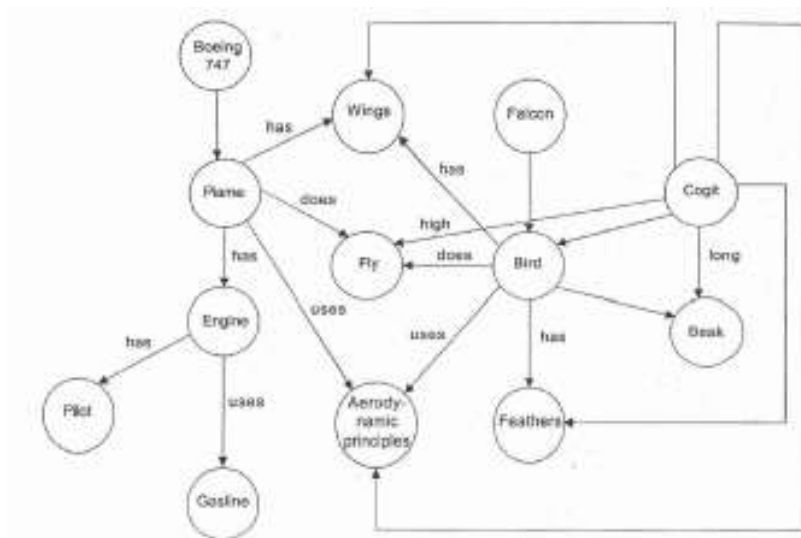 Boeing
747
Wings
Falcon
has
Plame
has
Cogit
does
high
long
has
Fly
does
Bird
Engine
uses
has
uses
has
Beak
Pilot
uses
Aerody-
namic
principles
Feathers
Gasline